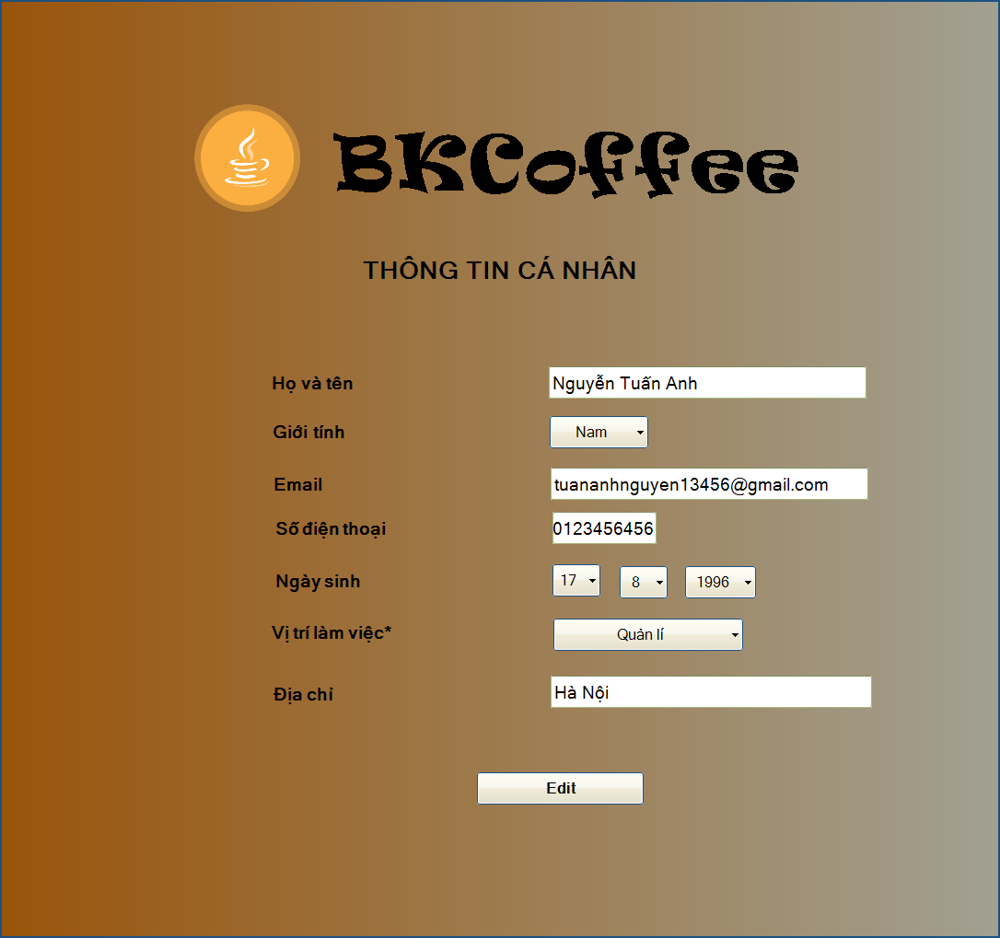 BKCoffee
THÔNG TIN CÁ NHÂN
Họ và tên Nguyễn Tuấn Anh
Giới tính Nam
Email tuananhnguyen13456@gmail.com
Số điện thoại 0123456456
Ngày sinh 17 8 1996
Vị trí làm việc* Quản lí
Địa chỉ Hà Nội
Edit